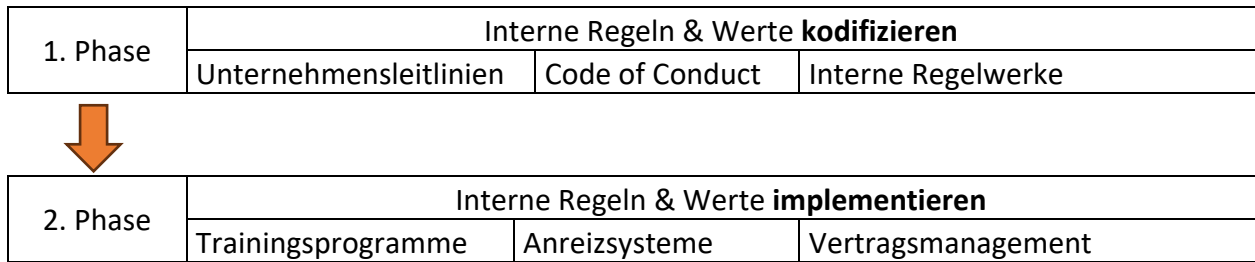 1. Phase
Interne Regeln & Werte kodifizieren
Unternehmensleitlinien Code of Conduct Interne Regelwerke
2. Phase
Interne Regeln & Werte implementieren
Trainingsprogramme Anreizsysteme Vertragsmanagement